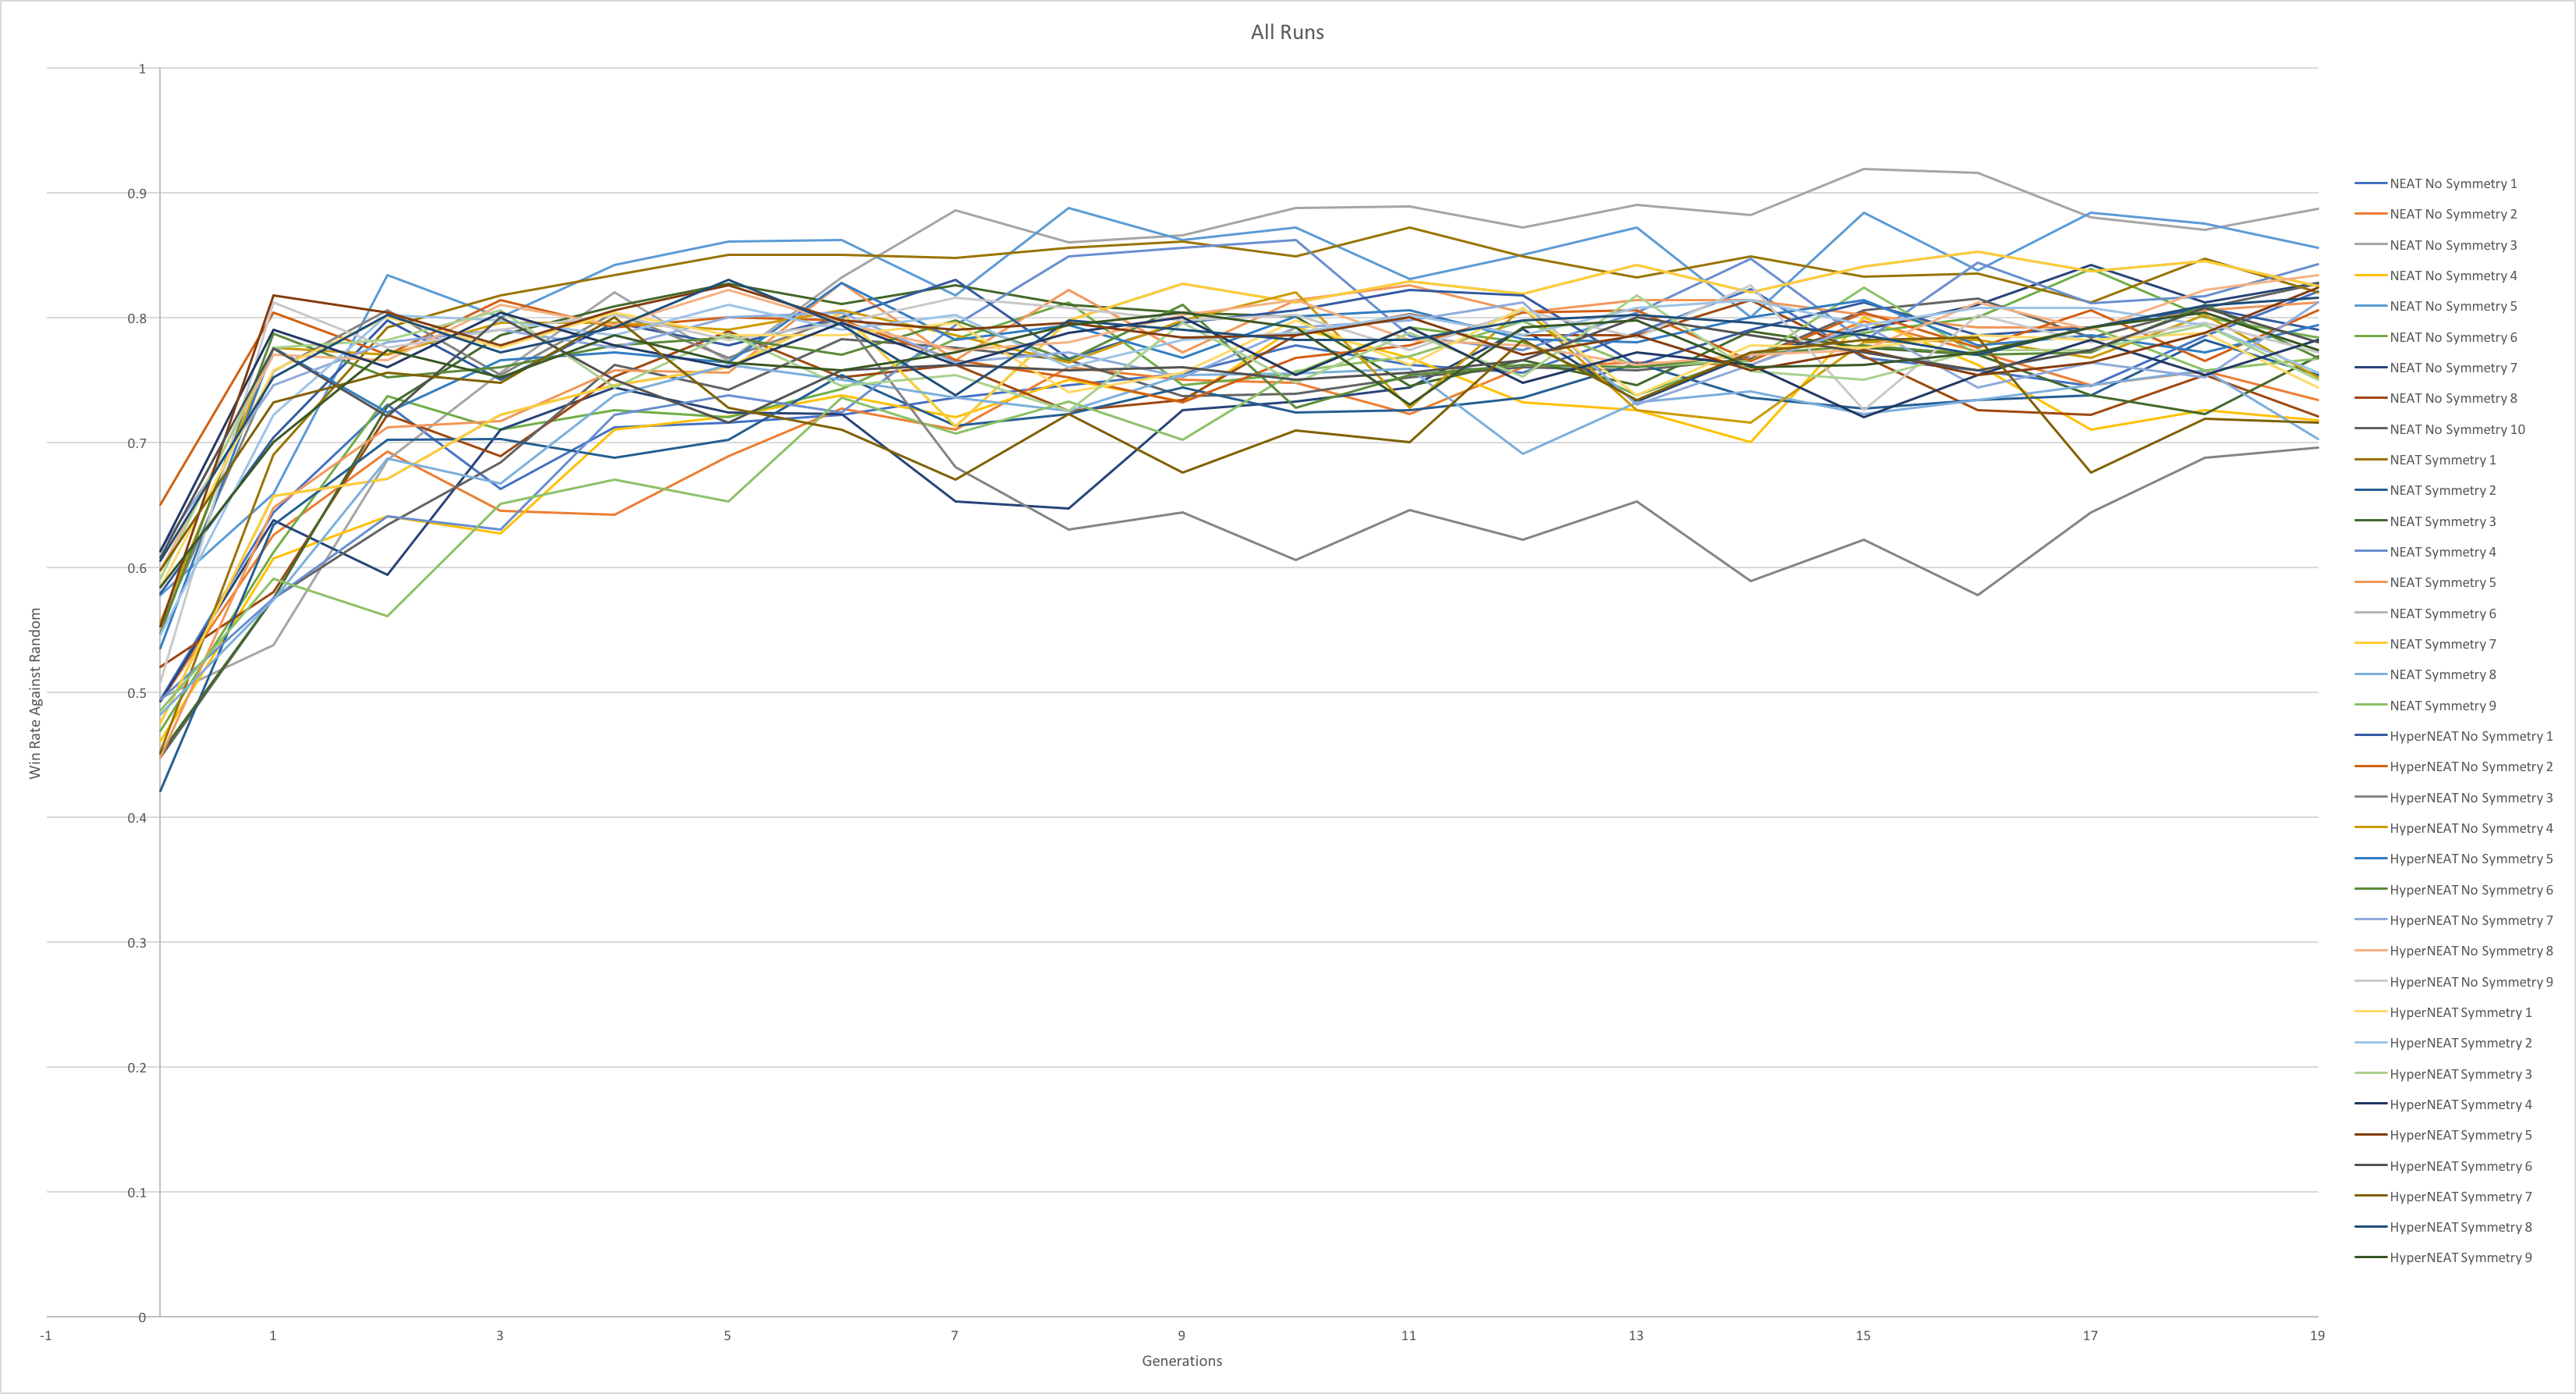 All Runs
1
0.9
0.8
0.7
0.6
0.5
0.4
0.3
0.2
0.1
0
-1 1 3 5 7 9 11 13 15 17 19
Win Rate Against Random
Generations
NEAT No Symmetry 1
NEAT No Symmetry 2
NEAT No Symmetry 3
NEAT No Symmetry 4
NEAT No Symmetry 5
NEAT No Symmetry 6
NEAT No Symmetry 7
NEAT No Symmetry 8
NEAT No Symmetry 10
NEAT Symmetry 1
NEAT Symmetry 2
NEAT Symmetry 3
NEAT Symmetry 4
NEAT Symmetry 5
NEAT Symmetry 6
NEAT Symmetry 7
NEAT Symmetry 8
NEAT Symmetry 9
HyperNEAT No Symmetry 1
HyperNEAT No Symmetry 2
HyperNEAT No Symmetry 3
HyperNEAT No Symmetry 4
HyperNEAT No Symmetry 5
HyperNEAT No Symmetry 6
HyperNEAT No Symmetry 7
HyperNEAT No Symmetry 8
HyperNEAT No Symmetry 9
HyperNEAT Symmetry 1
HyperNEAT Symmetry 2
HyperNEAT Symmetry 3
HyperNEAT Symmetry 4
HyperNEAT Symmetry 5
HyperNEAT Symmetry 6
HyperNEAT Symmetry 7
HyperNEAT Symmetry 8
HyperNEAT Symmetry 9